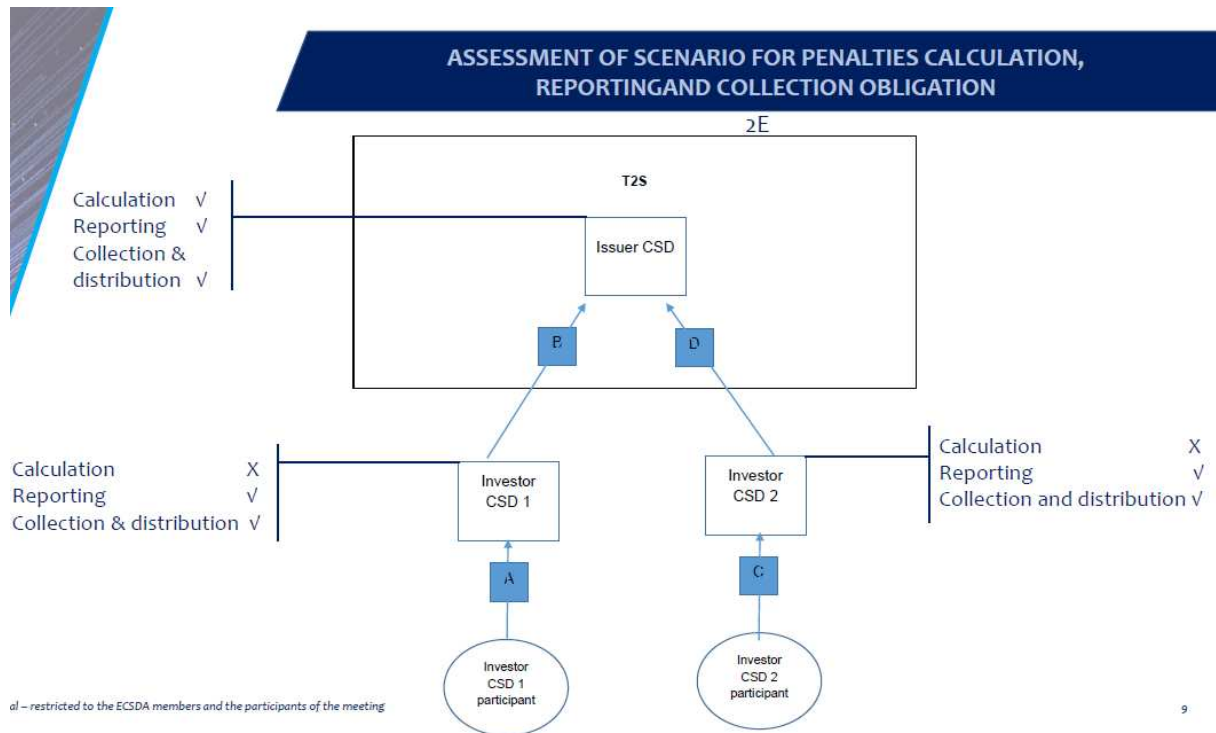 ASSESSMENT OF SCENARIO FOR PENALTIES CALCULATION,
REPORTINGAND COLLECTION OBLIGATION
2E
T2S
Calculation √
Reporting √
Collection &
distribution √
Issuer CSD
B
D
Calculation X
Reporting √
Collection & distribution √
Investor
CSD 1
Investor
CSD 2
Calculation X
Reporting √
Collection and distribution √
A
C
Investor
CSD 1
participant
Investor
CSD 2
participant
al – restricted to the ECSDA members and the participants of the meeting
9